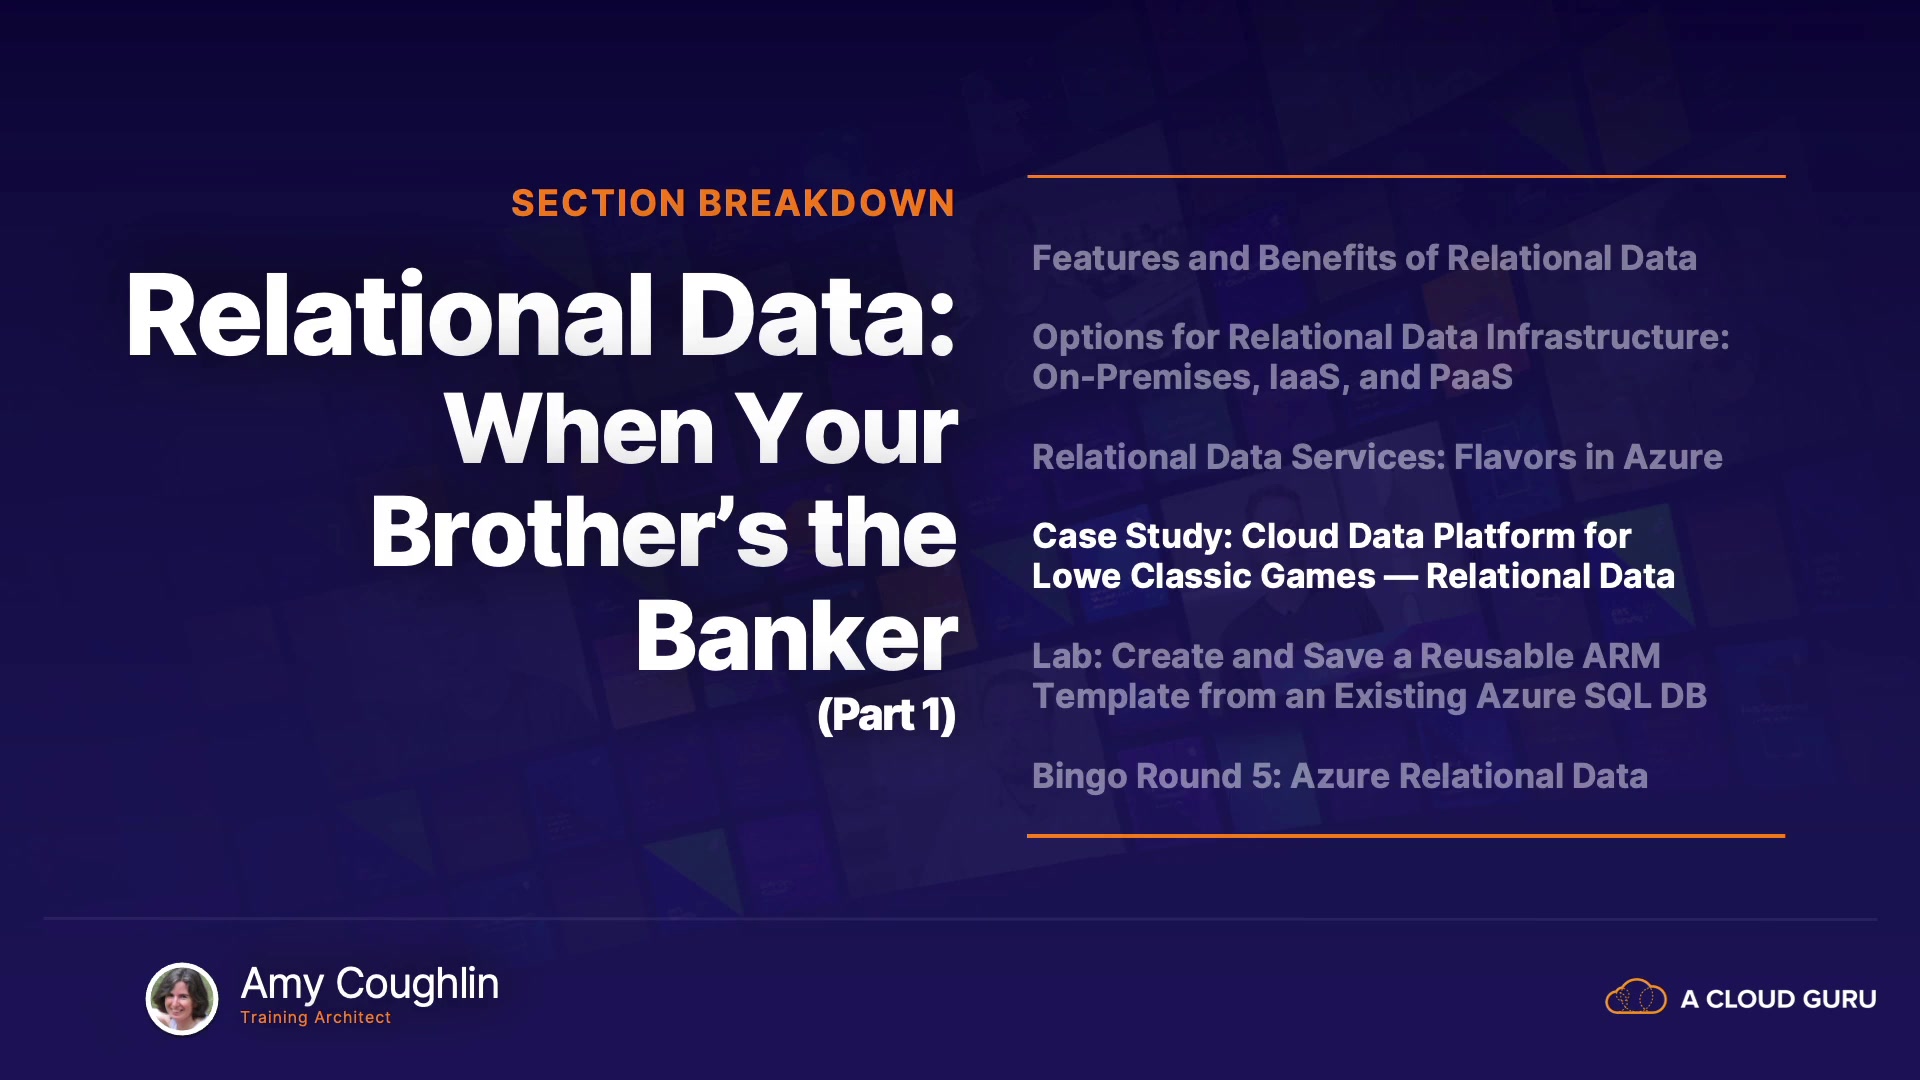 SECTION BREAKDOWN
Relational Data:
When Your
Brother’s the
Banker
(Part 1)
Features and Benefits of Relational Data
Options for Relational Data Infrastructure:
On-Premises, IaaS, and PaaS
Relational Data Services: Flavors in Azure
Case Study: Cloud Data Platform for
Lowe Classic Games — Relational Data
Lab: Create and Save a Reusable ARM
Template from an Existing Azure SQL DB
Bingo Round 5: Azure Relational Data
Amy Coughlin
Training Architect
A CLOUD GURU